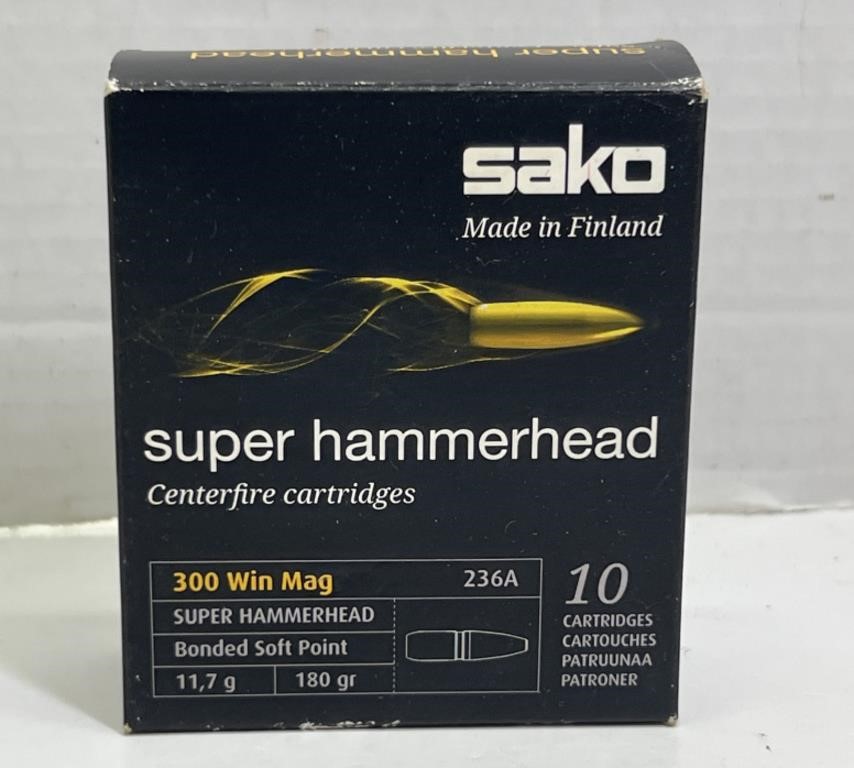 super hammerhead
sako
Made in Finland
super hammerhead
Centerfire cartridges
300 Win Mag 236A
SUPER HAMMERHEAD
Bonded Soft Point
11,7 g 180 gr
10
CARTRIDGES
CARTOUCHES
PATRUUNAA
PATRONER